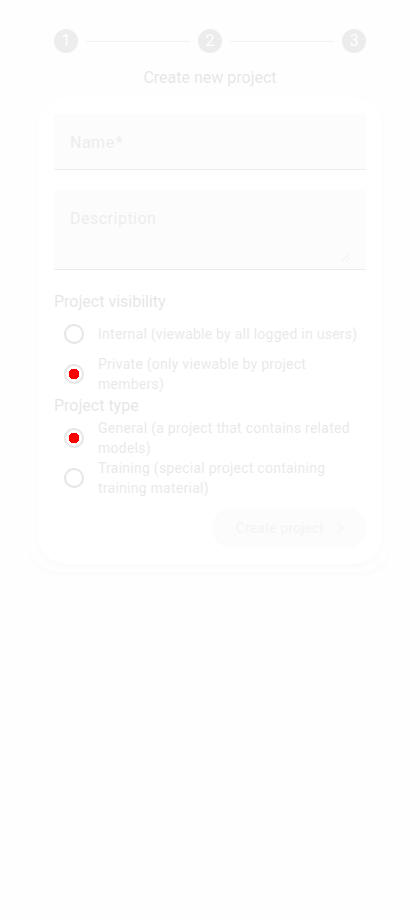 1 2 3
Create new project
Name*
Description
Project visibility
Internal (viewable by all logged in users)
Private (only viewable by project
members)
Project type
General (a project that contains related
models)
Training (special project containing
training material)
Create project